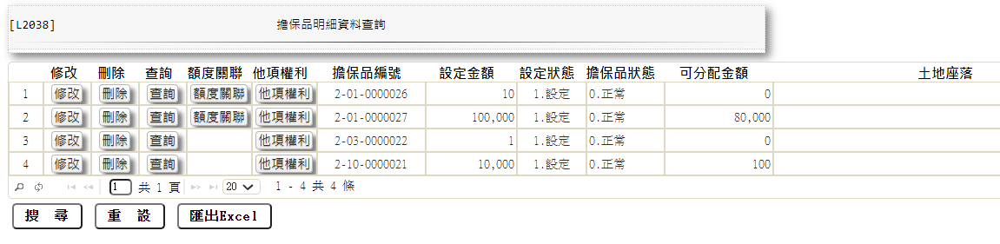 [L2038] 擔保品明細資料查詢
修改 刪除 查詢 額度關聯 他項權利 擔保品編號 設定金額 設定狀態 擔保品狀態 可分配金額 土地座落
1 修改 刪除 查詢 額度關聯 他項權利 2-01-0000026 10 1.設定 0.正常 0
2 修改 刪除 查詢 額度關聯 他項權利 2-01-0000027 100,000 1.設定 0.正常 80,000
3 修改 刪除 查詢 他項權利 2-03-0000022 1 1.設定 0.正常 0
4 修改 刪除 查詢 他項權利 2-10-0000021 10,000 1.設定 0.正常 100
1 共 1 頁 20 1 - 4 共 4 條
搜 尋 重 設 匯出Excel